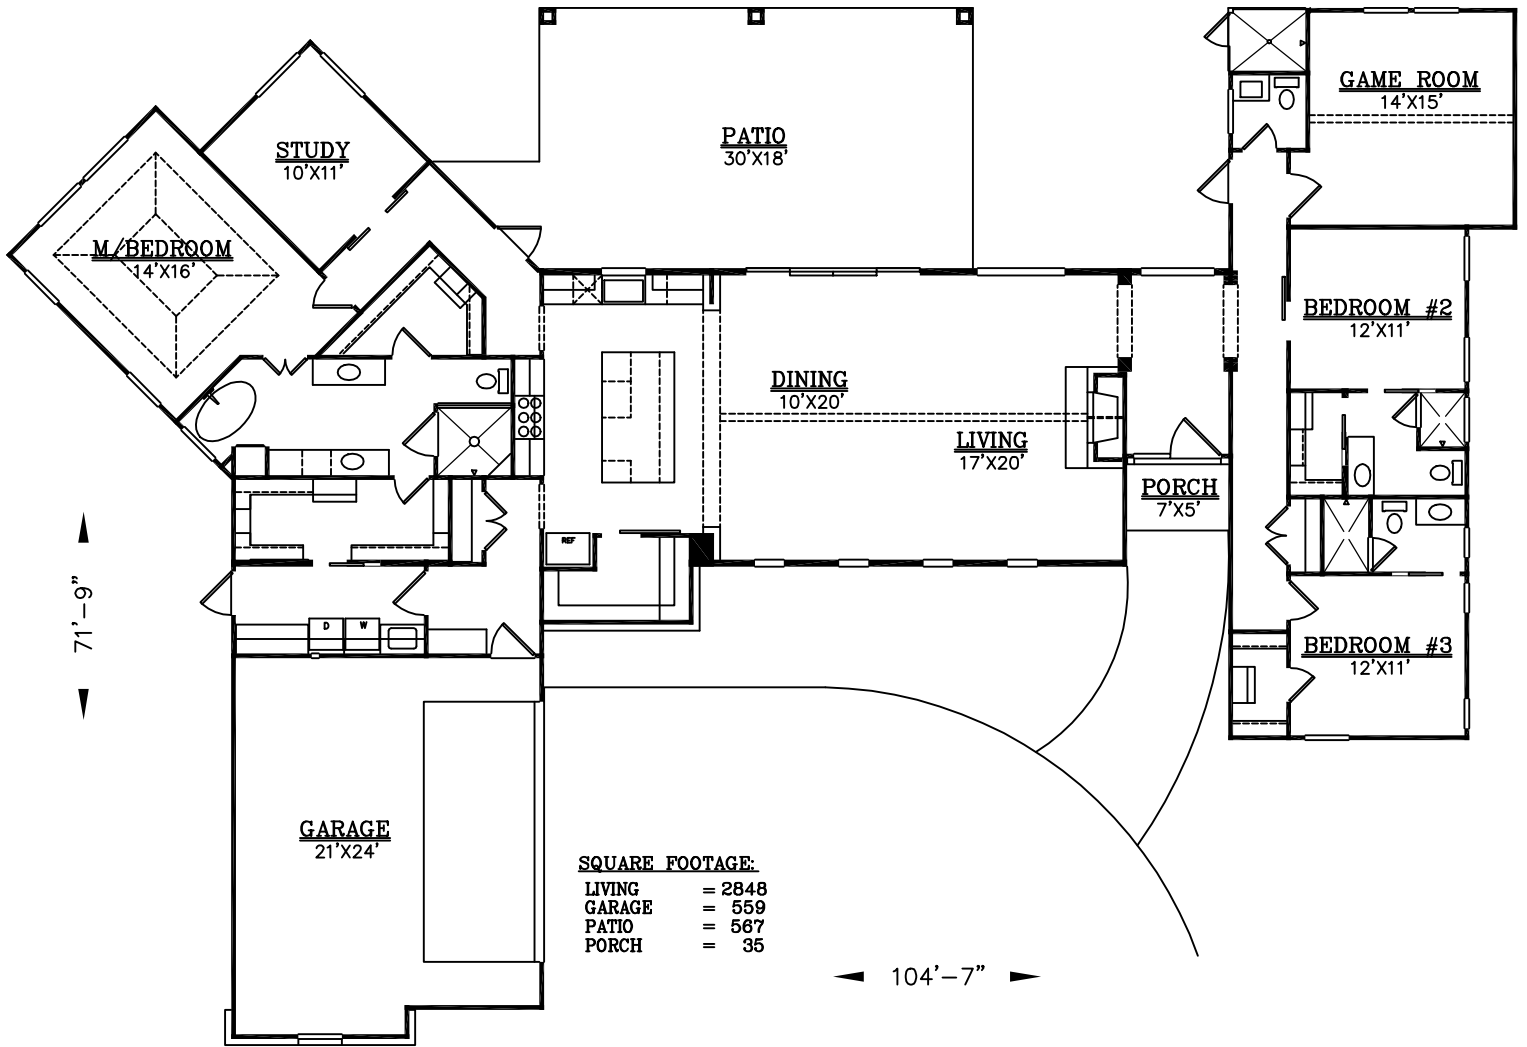 GAME ROOM
14'X15'
PATIO
30'X18'
STUDY
10'X11'
M/BEDROOM
14'X16'
BEDROOM #2
12'X11'
DINING
10'X20'
LIVING
17'X20'
PORCH
7'X5'
REF
71'-9"
D W
BEDROOM #3
12'X11'
GARAGE
21'X24'
SQUARE FOOTAGE:
LIVING = 2848
GARAGE = 559
PATIO = 567
PORCH = 35
104'-7"